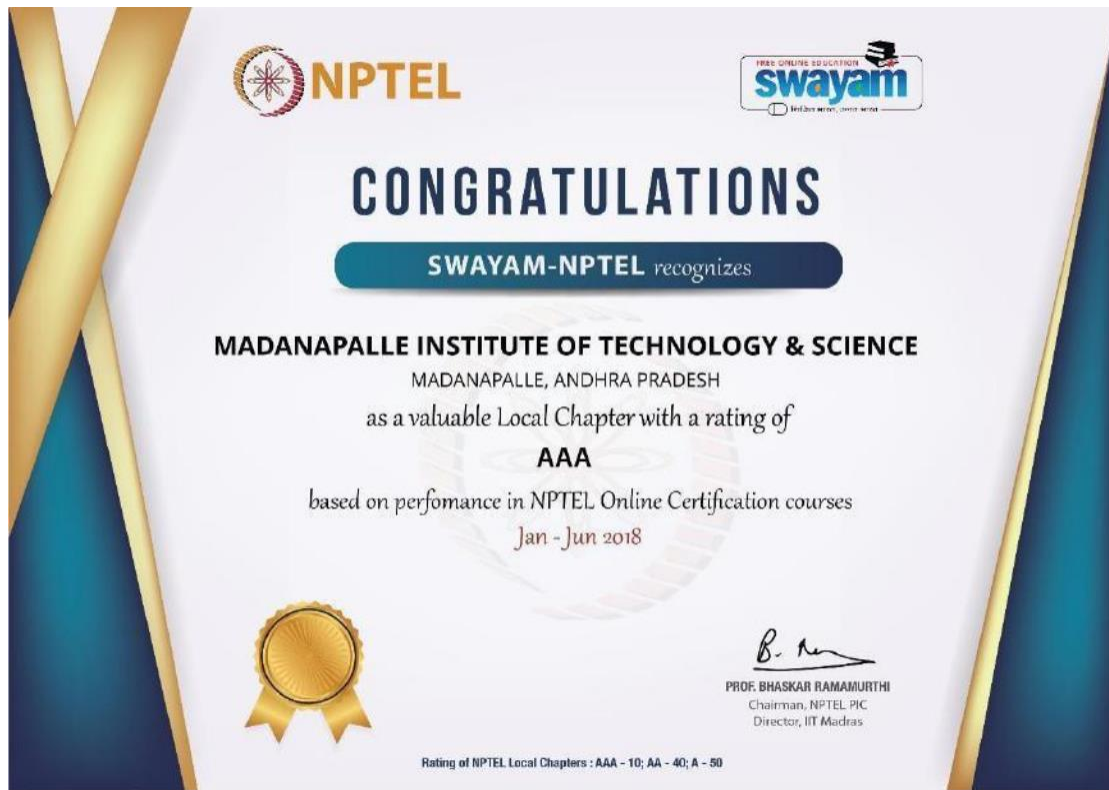 NPTEL
FREE ONLINE EDUCATION
swayam
CONGRATULATIONS
SWAYAM-NPTEL recognizes
MADANAPALLE INSTITUTE OF TECHNOLOGY & SCIENCE
MADANAPALLE, ANDHRA PRADESH
as a valuable Local Chapter with a rating of
AAA
based on perfomance in NPTEL Online Certification courses
Jan - Jun 2018
B. Ra
PROF. BHASKAR RAMAMURTHI
Chairman, NPTEL PIC
Director, IIT Madras
Rating of NPTEL Local Chapters : AAA - 10; AA - 40; A - 50